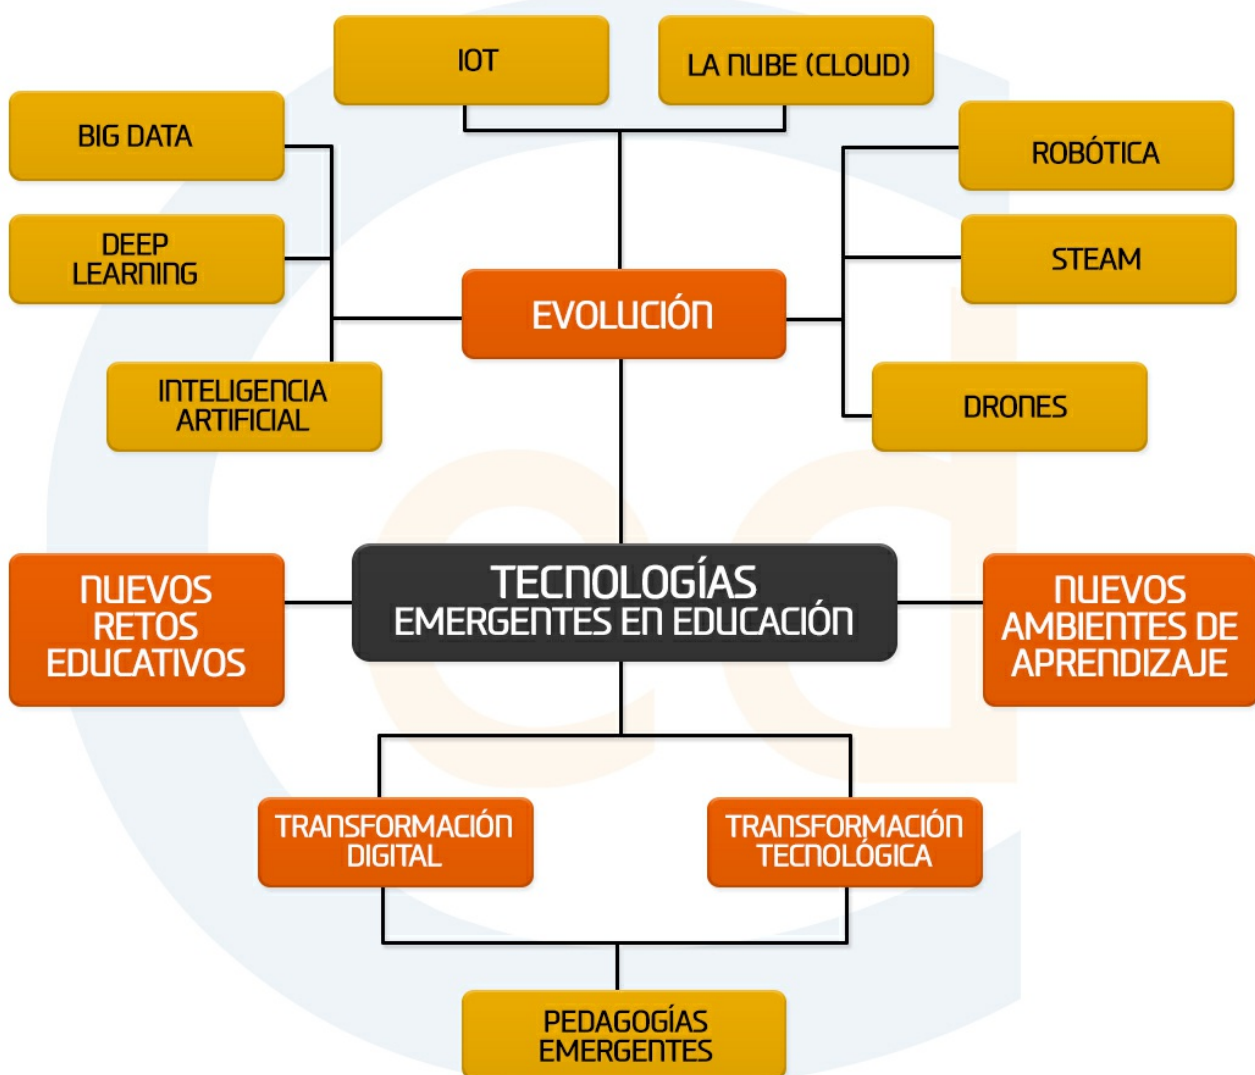 IOT
LA NUBE (CLOUD)
BIG DATA
ROBÓTICA
DEEP
LEARNING
STEAM
EVOLUCIÓN
INTELIGENCIA
ARTIFICIAL
DRONES
NUEVOS
RETOS
EDUCATIVOS
TECNOLOGÍAS
EMERGENTES EN EDUCACIÓN
NUEVOS
AMBIENTES DE
APRENDIZAJE
TRANSFORMACIÓN
DIGITAL
TRANSFORMACIÓN
TECNOLÓGICA
PEDAGOGÍAS
EMERGENTES